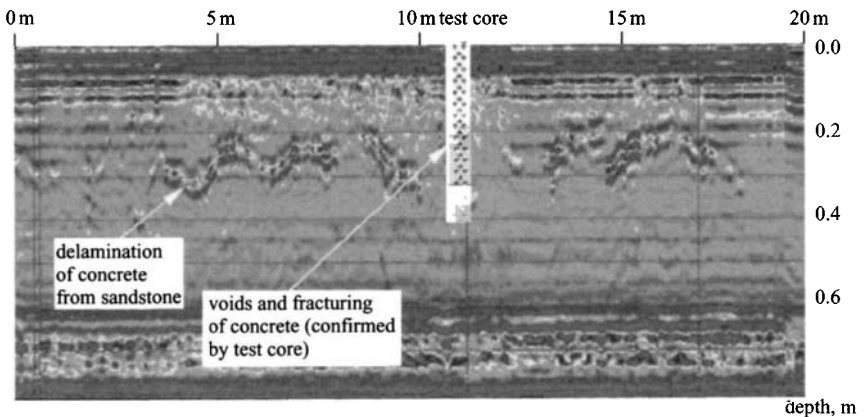 0 m 5 m 10 m test core 15 m 20 m
0.0
0.2
0.4
0.6
delamination
of concrete
from sandstone
voids and fracturing
of concrete (confirmed
by test core)
depth, m